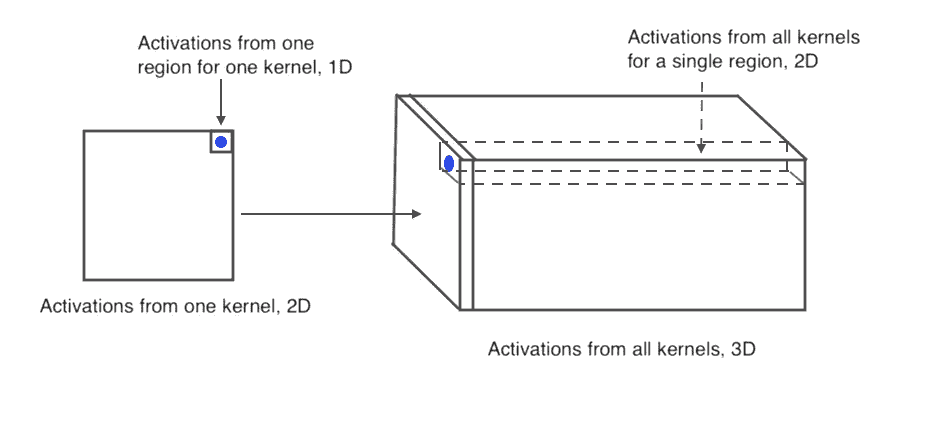 Activations from one
region for one kernel, 1D
Activations from all kernels
for a single region, 2D
Activations from one kernel, 2D
Activations from all kernels, 3D